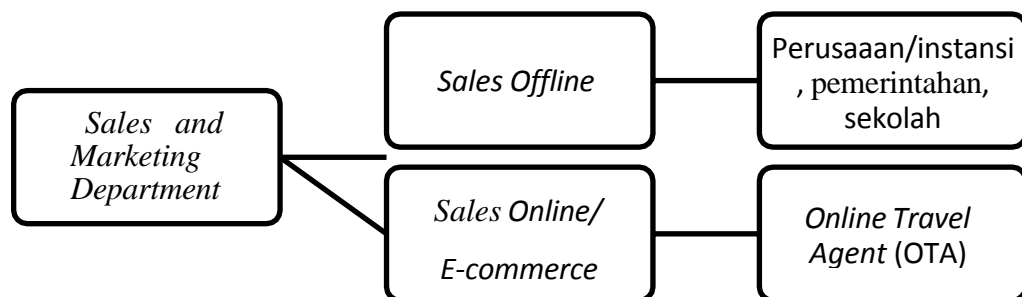 Sales and
Marketing
Department
Sales Offline
Perusaaan/instansi
, pemerintahan,
sekolah
Sales Online/
E-commerce
Online Travel
Agent (OTA)